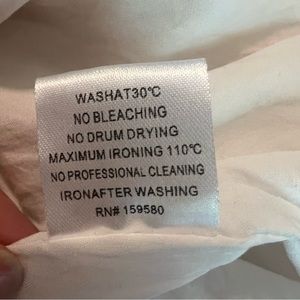 WASHAT30℃
NO BLEACHING
NO DRUM DRYING
MAXIMUM IRONING 110℃
NO PROFESSIONAL CLEANING
IRONAFTER WASHING
RN# 159580